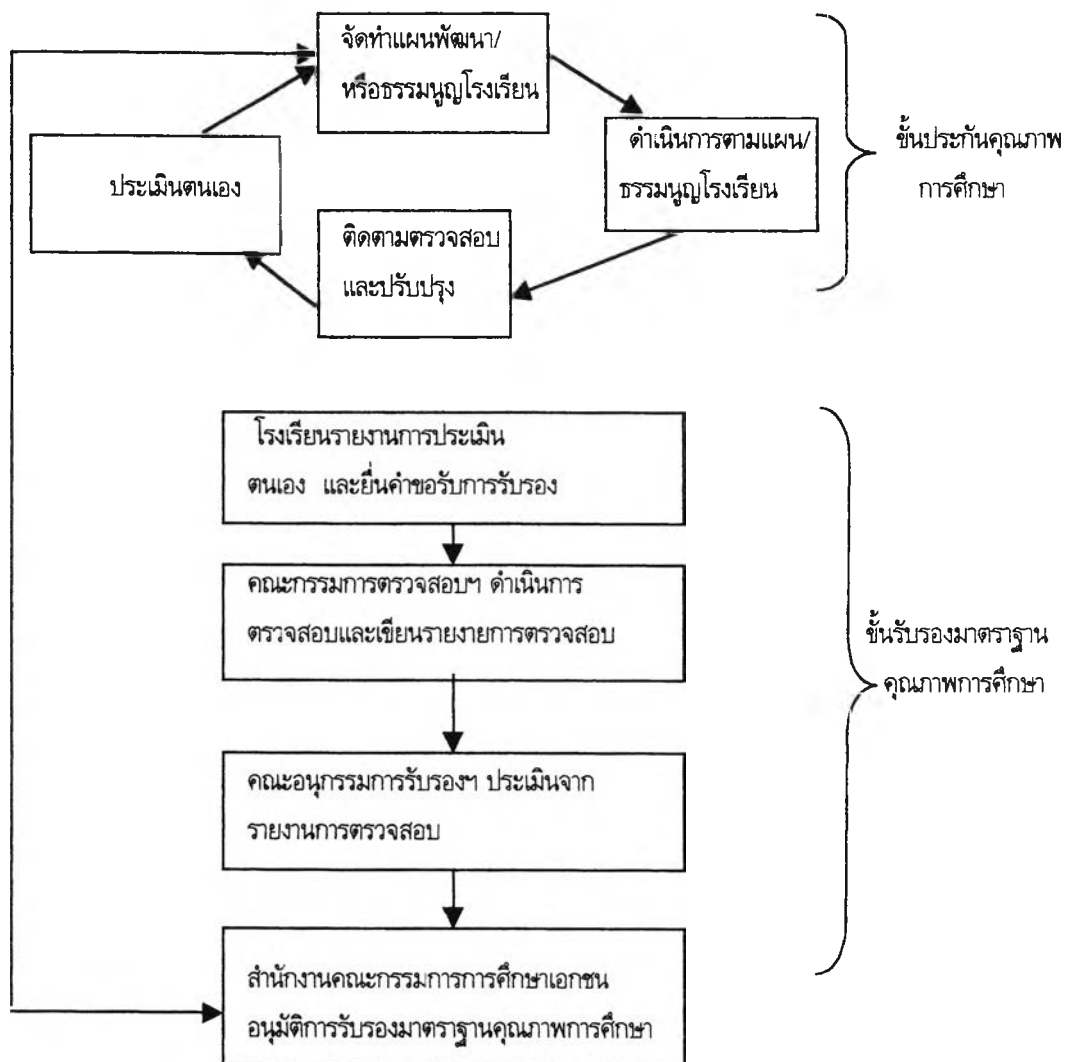 จัดทำแผนพัฒนา/
หรือธรรมนูญโรงเรียน
ดำเนินการตามแผน/
ธรรมนูญโรงเรียน
ขั้นประกันคุณภาพ
การศึกษา
ประเมินตนเอง
ติดตามตรวจสอบ
และปรับปรุง
โรงเรียนรายงานการประเมิน
ตนเอง และยื่นคำขอรับการรับรอง
คณะกรรมการตรวจสอบฯ ดำเนินการ
ตรวจสอบและเขียนรายงายการตรวจสอบ
ขั้นรับรองมาตราฐาน
คุณภาพการศึกษา
คณะอนุกรรมการรับรองฯ ประเมินจาก
รายงานการตรวจสอบ
สำนักงานคณะกรรมการการศึกษาเอกชน
อนุมัติการรับรองมาตราฐานคุณภาพการศึกษา